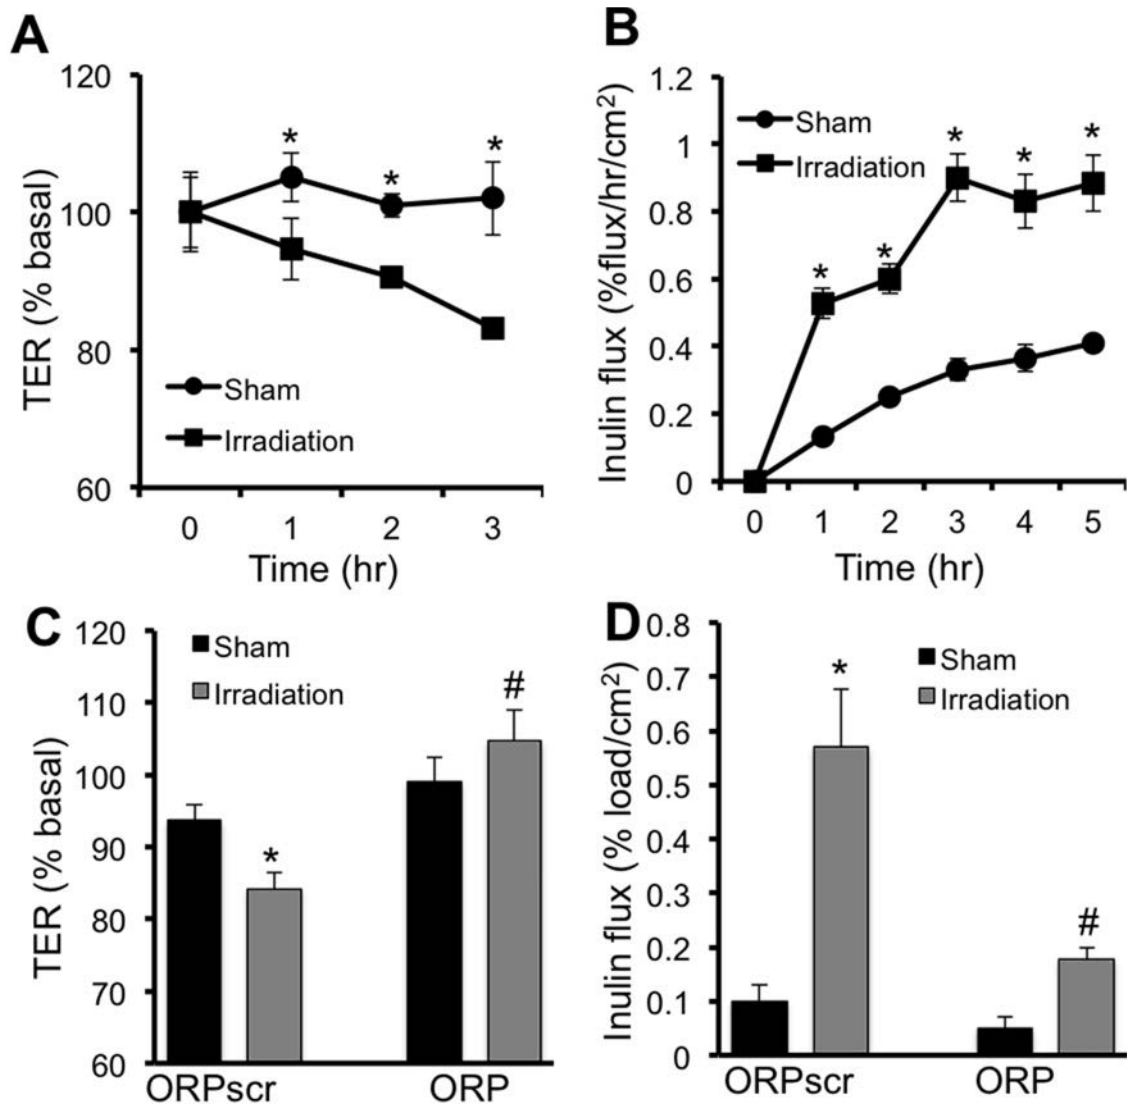 A
TER (% basal)
120
100
80
60
*
*
*
Sham
Irradiation
0 1 2 3
Time (hr)
B
Inulin flux (%flux/hr/cm²)
1.2
1
0.8
0.6
0.4
0.2
0
Sham
Irradiation
*
*
*
*
*
0 1 2 3 4 5
Time (hr)
C
TER (% basal)
120
110
100
90
80
70
60
Sham
Irradiation
*
#
ORPscr ORP
D
Inulin flux (% load/cm²)
0.8
0.7
0.6
0.5
0.4
0.3
0.2
0.1
0
Sham
Irradiation
*
#
ORPscr ORP